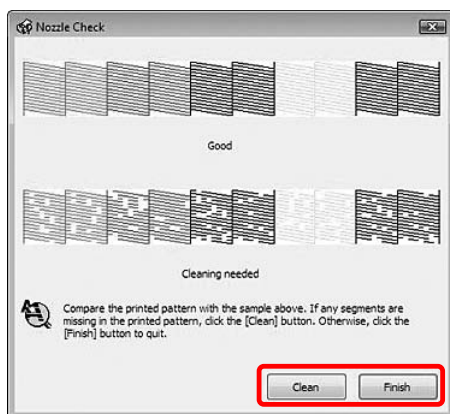 Nozzle Check
Good
Cleaning needed
Compare the printed pattern with the sample above. If any segments are
missing in the printed pattern, click the [Clean] button. Otherwise, click the
[Finish] button to quit.
Clean Finish